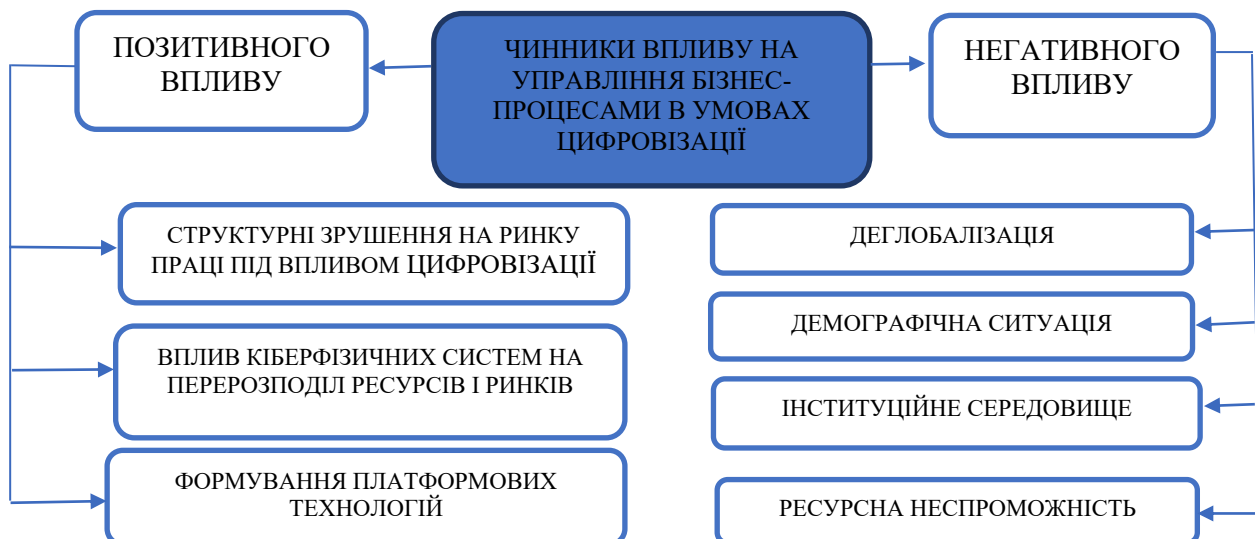 ПОЗИТИВНОГО
ВПЛИВУ
ЧИННИКИ ВПЛИВУ НА
УПРАВЛІННЯ БІЗНЕС-
ПРОЦЕСАМИ В УМОВАХ
ЦИФРОВІЗАЦІЇ
НЕГАТИВНОГО
ВПЛИВУ
СТРУКТУРНІ ЗРУШЕННЯ НА РИНКУ
ПРАЦІ ПІД ВПЛИВОМ ЦИФРОВІЗАЦІЇ
ВПЛИВ КІБЕРФІЗИЧНИХ СИСТЕМ НА
ПЕРЕРОЗПОДІЛ РЕСУРСІВ І РИНКІВ
ФОРМУВАННЯ ПЛАТФОРМОВИХ
ТЕХНОЛОГІЙ
ДЕГЛОБАЛІЗАЦІЯ
ДЕМОГРАФІЧНА СИТУАЦІЯ
ІНСТИТУЦІЙНЕ СЕРЕДОВИЩЕ
РЕСУРСНА НЕСПРОМОЖНІСТЬ